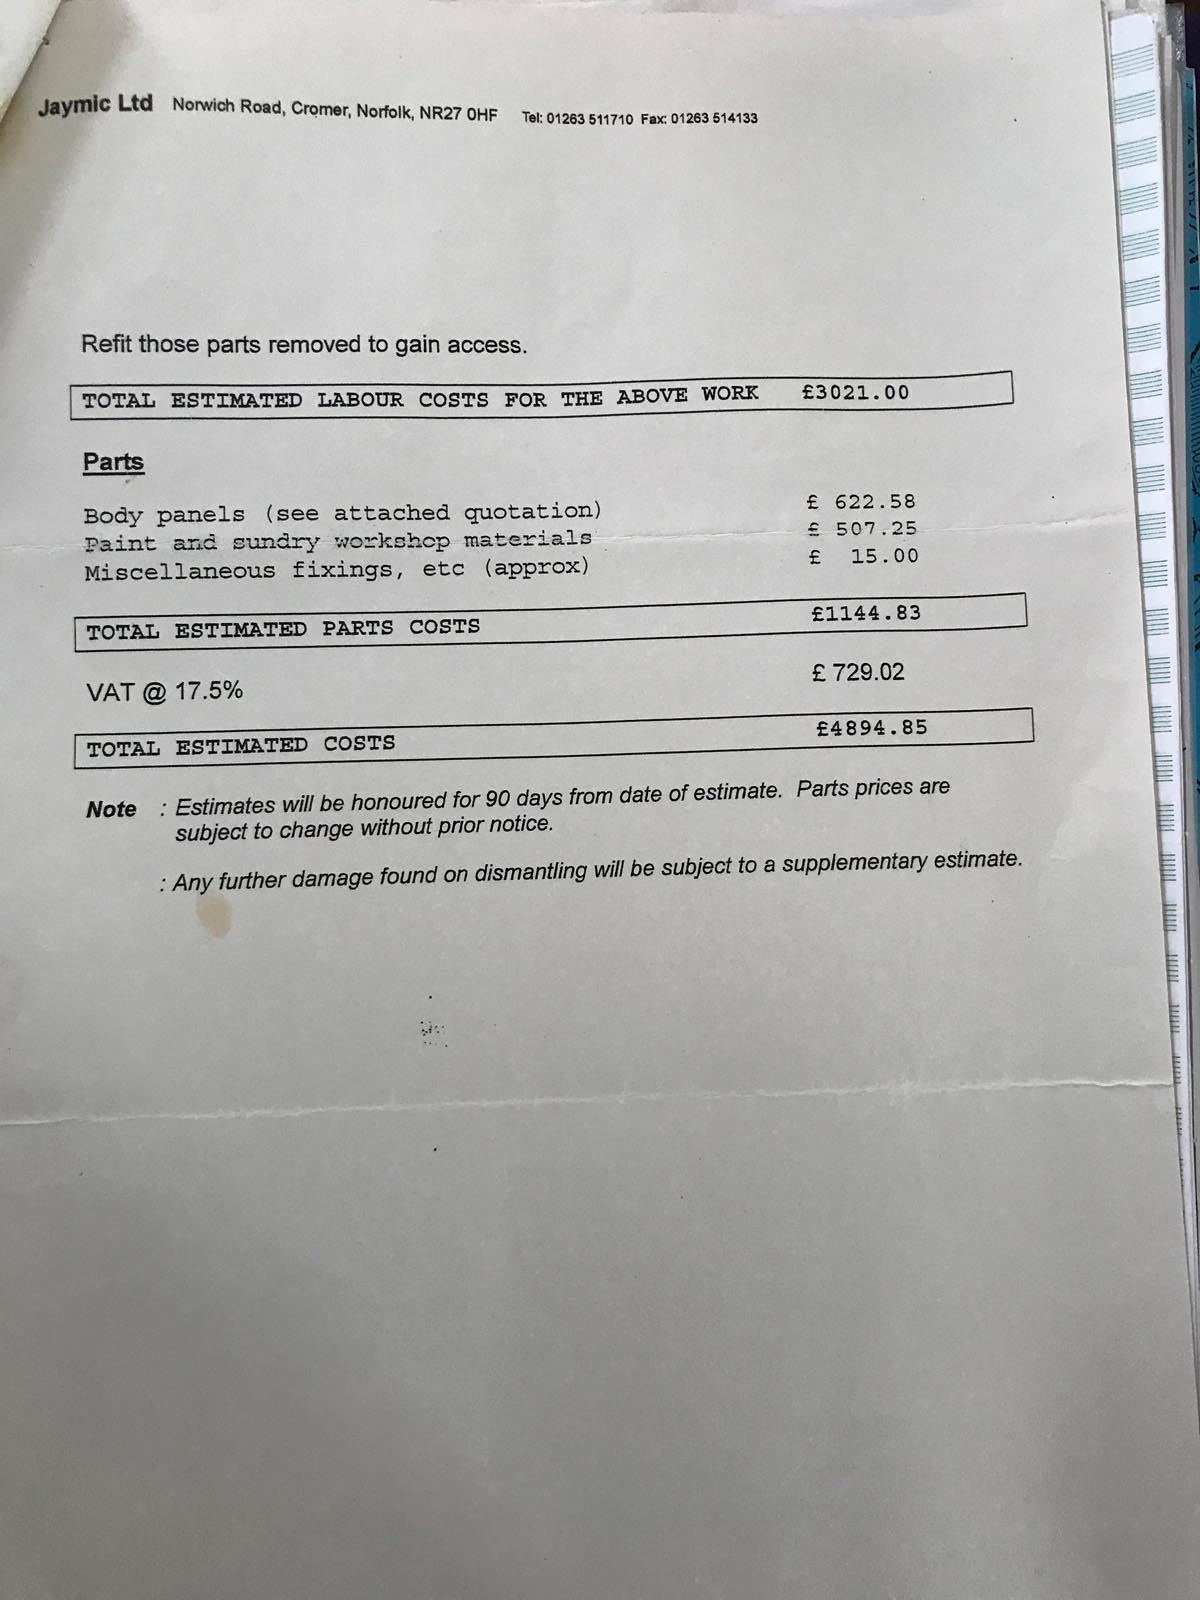 Jaymic Ltd Norwich Road, Cromer, Norfolk, NR27 0HF Tel: 01263 511710 Fax: 01263 514133
Refit those parts removed to gain access.
TOTAL ESTIMATED LABOUR COSTS FOR THE ABOVE WORK £3021.00
Parts
Body panels (see attached quotation) £ 622.58
Paint and sundry workshop materials £ 507.25
Miscellaneous fixings, etc (approx) £ 15.00
TOTAL ESTIMATED PARTS COSTS £1144.83
VAT @ 17.5% £ 729.02
TOTAL ESTIMATED COSTS £4894.85
Note : Estimates will be honoured for 90 days from date of estimate. Parts prices are
subject to change without prior notice.
: Any further damage found on dismantling will be subject to a supplementary estimate.